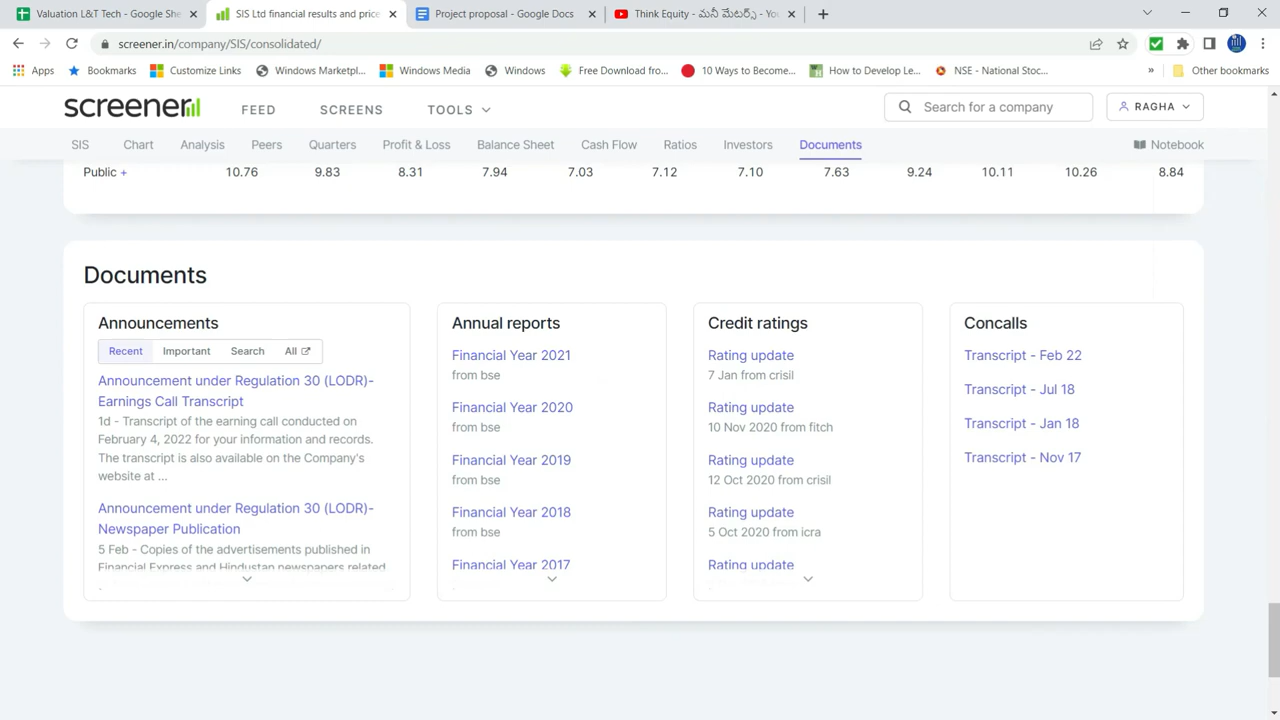 Valuation L&T Tech - Google She
SIS Ltd financial results and price
Project proposal - Google Docs
Think Equity - మనీ మేటర్స్ - You
screener.in/company/SIS/consolidated/
Apps
Bookmarks
Customize Links
Windows Marketpl...
Windows Media
Windows
Free Download fro...
10 Ways to Become...
How to Develop Le...
NSE - National Stoc...
»
Other bookmarks
screener
FEED
SCREENS
TOOLS
Search for a company
RAGHA
SIS
Chart
Analysis
Peers
Quarters
Profit & Loss
Balance Sheet
Cash Flow
Ratios
Investors
Documents
Notebook
Public + 10.76 9.83 8.31 7.94 7.03 7.12 7.10 7.63 9.24 10.11 10.26 8.84
Documents
Announcements
Recent Important Search All
Announcement under Regulation 30 (LODR)-
Earnings Call Transcript
1d - Transcript of the earning call conducted on
February 4, 2022 for your information and records.
The transcript is also available on the Company's
website at ...
Announcement under Regulation 30 (LODR)-
Newspaper Publication
5 Feb - Copies of the advertisements published in
Financial Express and Hindustan newspapers related
Annual reports
Financial Year 2021
from bse
Financial Year 2020
from bse
Financial Year 2019
from bse
Financial Year 2018
from bse
Financial Year 2017
Credit ratings
Rating update
7 Jan from crisil
Rating update
10 Nov 2020 from fitch
Rating update
12 Oct 2020 from crisil
Rating update
5 Oct 2020 from icra
Rating update
Concalls
Transcript - Feb 22
Transcript - Jul 18
Transcript - Jan 18
Transcript - Nov 17